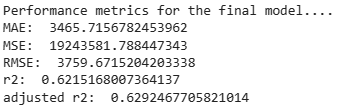 Performance metrics for the final model....
MAE:  3465.7156782453962
MSE:  19243581.788447343
RMSE:  3759.6715204203338
r2:  0.6215168007364137
adjusted r2:  0.6292467705821014